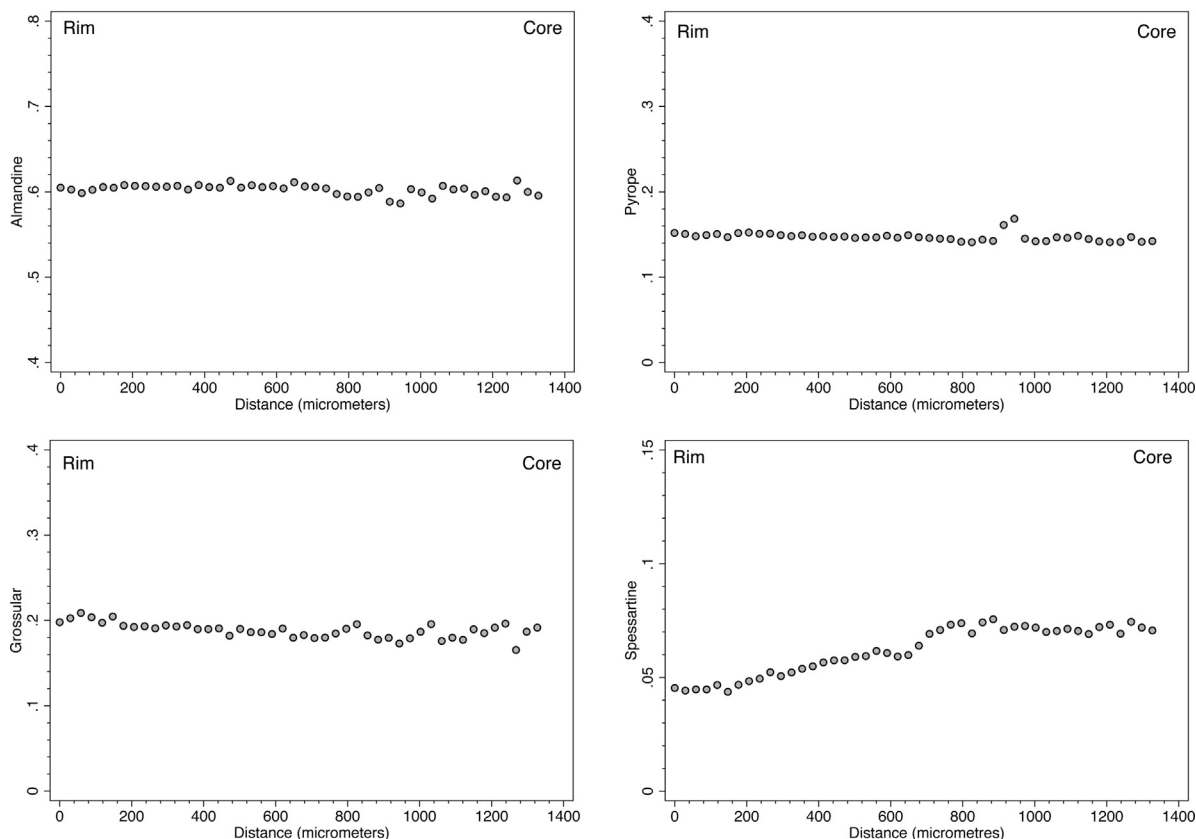 Rim Core
Almandine
.8
.7
.6
.5
.4
0 200 400 600 800 1000 1200 1400
Distance (micrometers)
Rim Core
Pyrope
.4
.3
.2
.1
0
0 200 400 600 800 1000 1200 1400
Distance (micrometers)
Rim Core
Grossular
.4
.3
.2
.1
0
0 200 400 600 800 1000 1200 1400
Distance (micrometers)
Rim Core
Spessartine
.15
.1
.05
0
0 200 400 600 800 1000 1200 1400
Distance (micrometres)